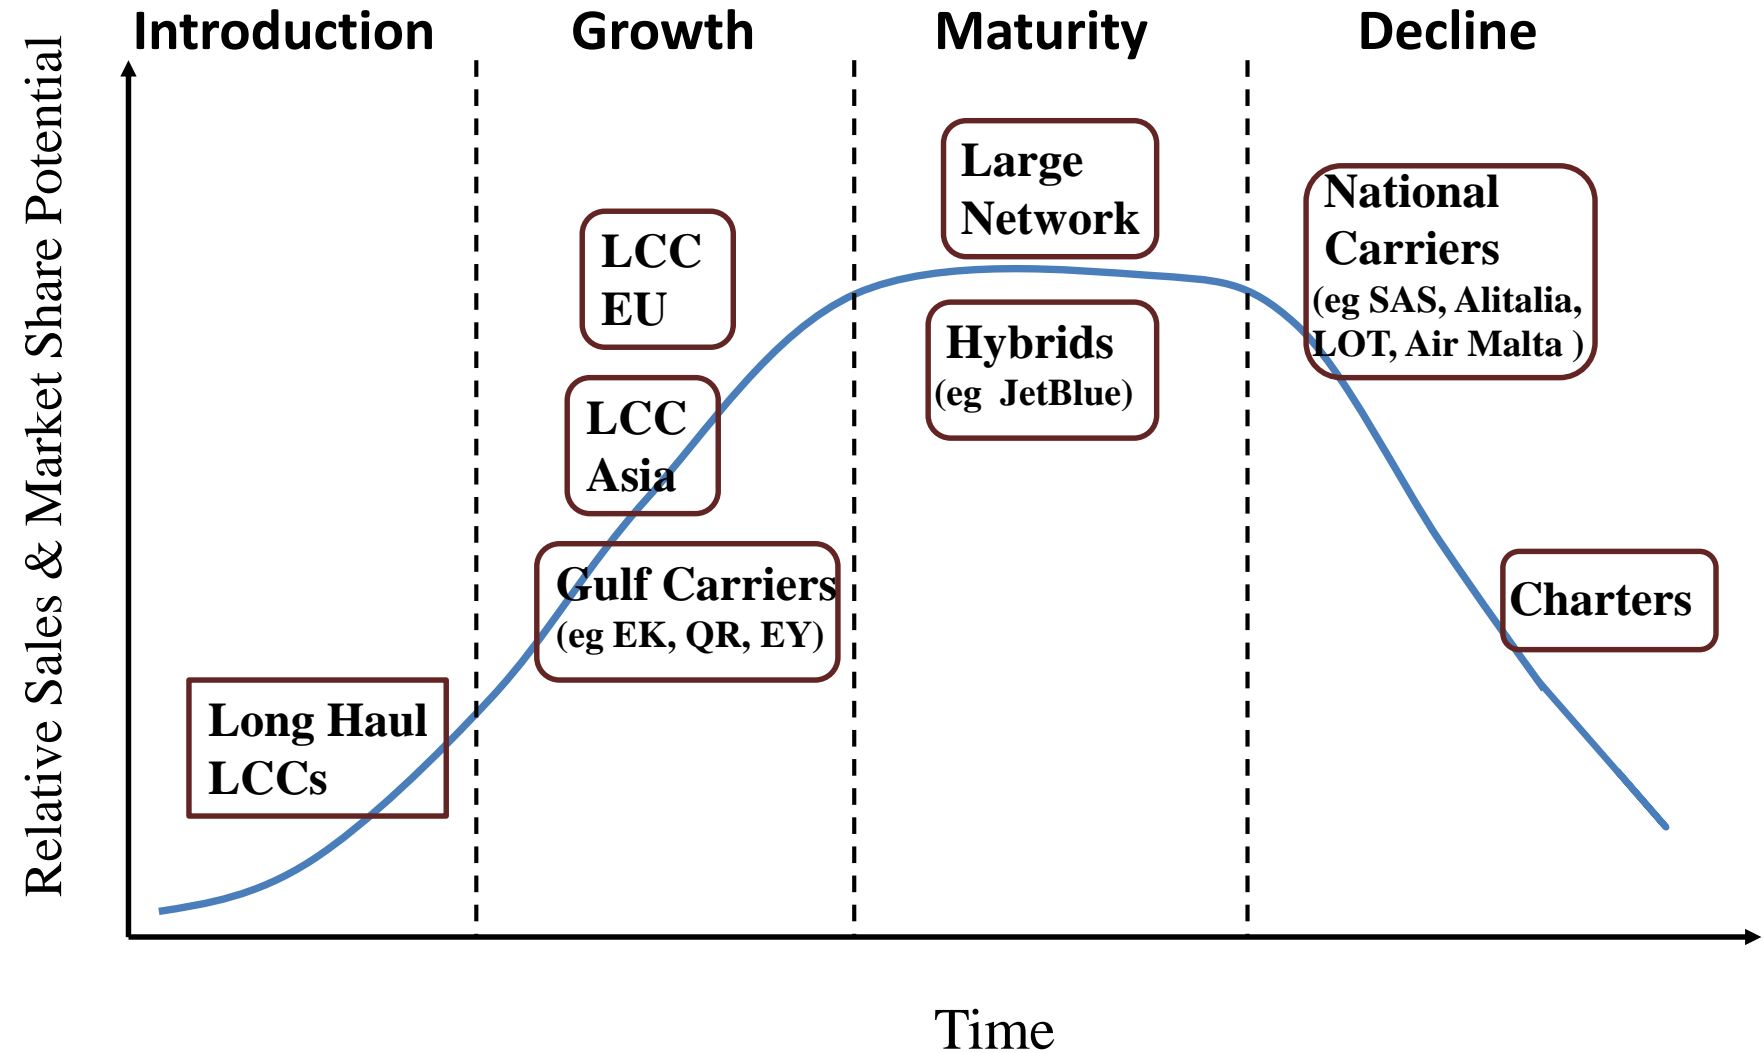 Introduction
Growth
Maturity
Decline
Relative Sales & Market Share Potential
Long Haul
LCCs
LCC
EU
LCC
Asia
Gulf Carriers
(eg EK, QR, EY)
Large
Network
Hybrids
(eg JetBlue)
National
Carriers
(eg SAS, Alitalia,
LOT, Air Malta )
Charters
Time